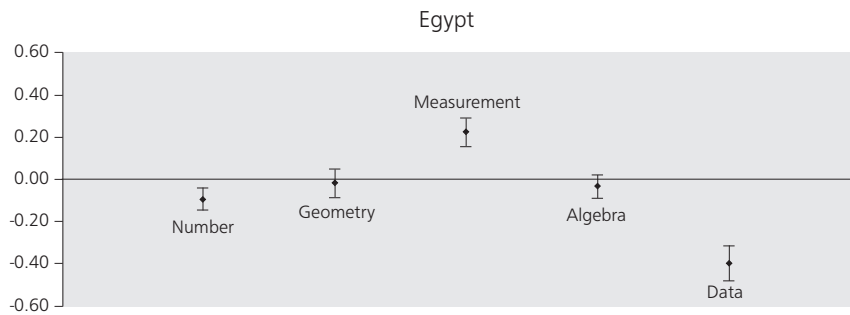 Egypt
0.60
0.40
Measurement
0.20
0.00
Number
Geometry
Algebra
-0.20
-0.40
Data
-0.60